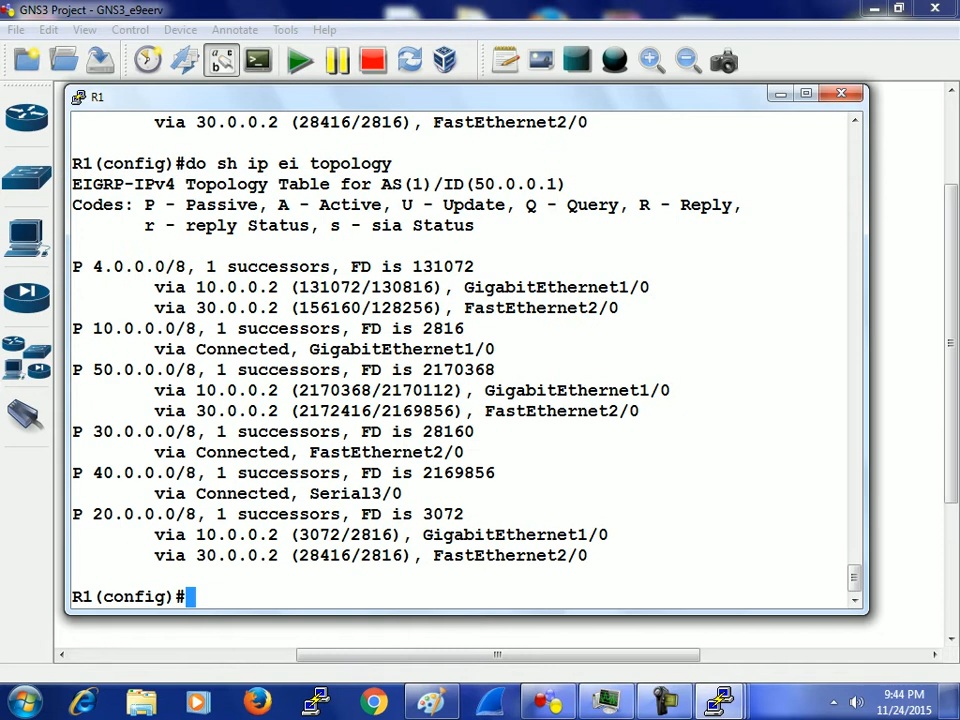 GNS3 Project - GNS3_e9eerv
File Edit View Control Device Annotate Tools Help
R1
via 30.0.0.2 (28416/2816), FastEthernet2/0
R1(config)#do sh ip ei topology
EIGRP-IPv4 Topology Table for AS(1)/ID(50.0.0.1)
Codes: P - Passive, A - Active, U - Update, Q - Query, R - Reply,
r - reply Status, s - sia Status
P 4.0.0.0/8, 1 successors, FD is 131072
via 10.0.0.2 (131072/130816), GigabitEthernet1/0
via 30.0.0.2 (156160/128256), FastEthernet2/0
P 10.0.0.0/8, 1 successors, FD is 2816
via Connected, GigabitEthernet1/0
P 50.0.0.0/8, 1 successors, FD is 2170368
via 10.0.0.2 (2170368/2170112), GigabitEthernet1/0
via 30.0.0.2 (2172416/2169856), FastEthernet2/0
P 30.0.0.0/8, 1 successors, FD is 28160
via Connected, FastEthernet2/0
P 40.0.0.0/8, 1 successors, FD is 2169856
via Connected, Serial3/0
P 20.0.0.0/8, 1 successors, FD is 3072
via 10.0.0.2 (3072/2816), GigabitEthernet1/0
via 30.0.0.2 (28416/2816), FastEthernet2/0
R1(config)#
9:44 PM
11/24/2015